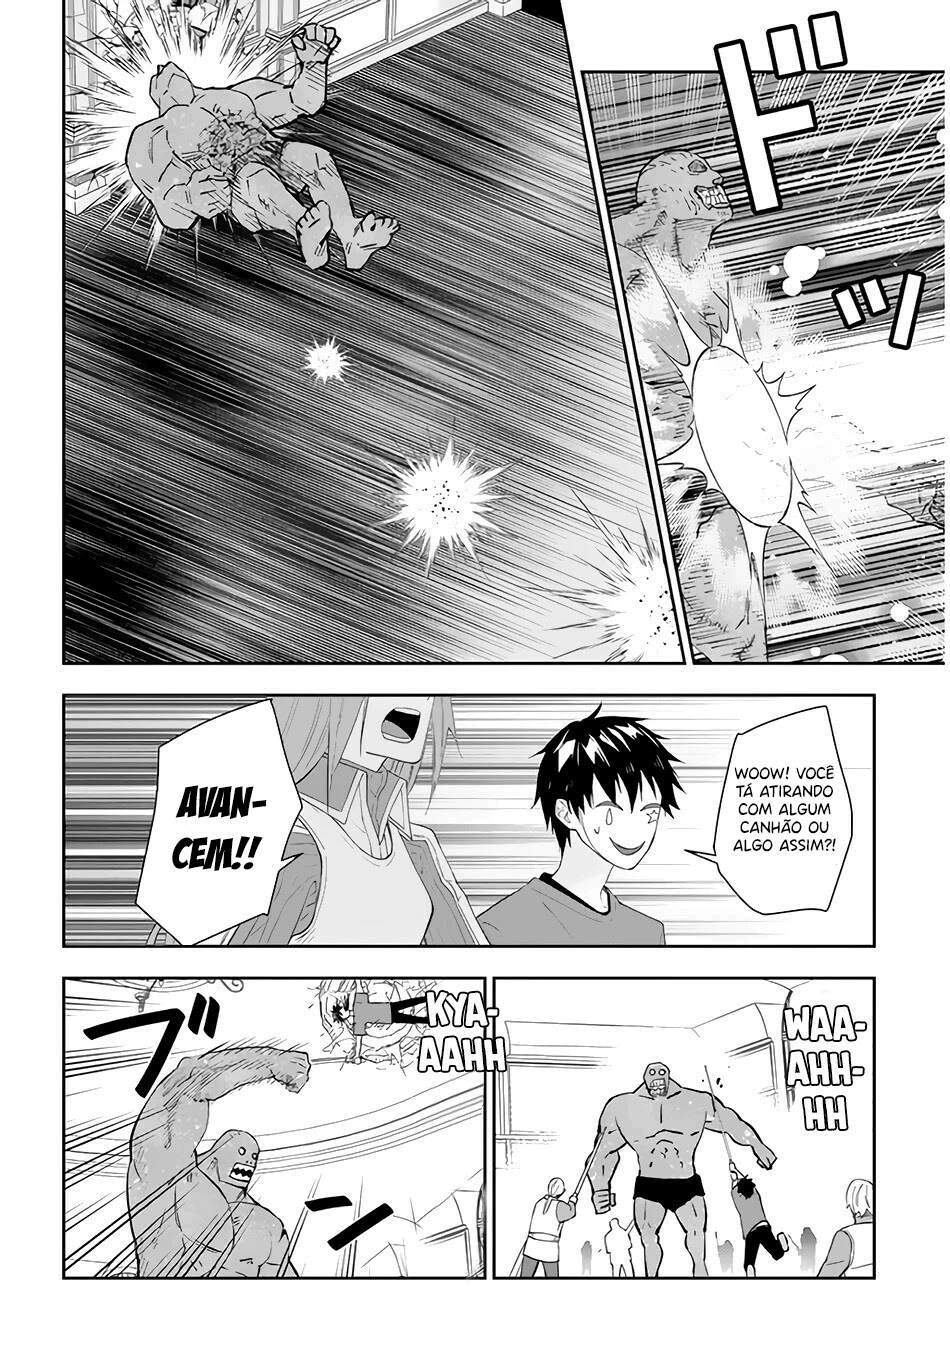 ドドッ
WOOW! VOCÊ
TÁ ATIRANDO
COM ALGUM
CANHÃO OU
ALGO ASSIM?!
AVAN-
CEM!!
WAA-
AHH-
HH
KYA-
AAHH
ブン